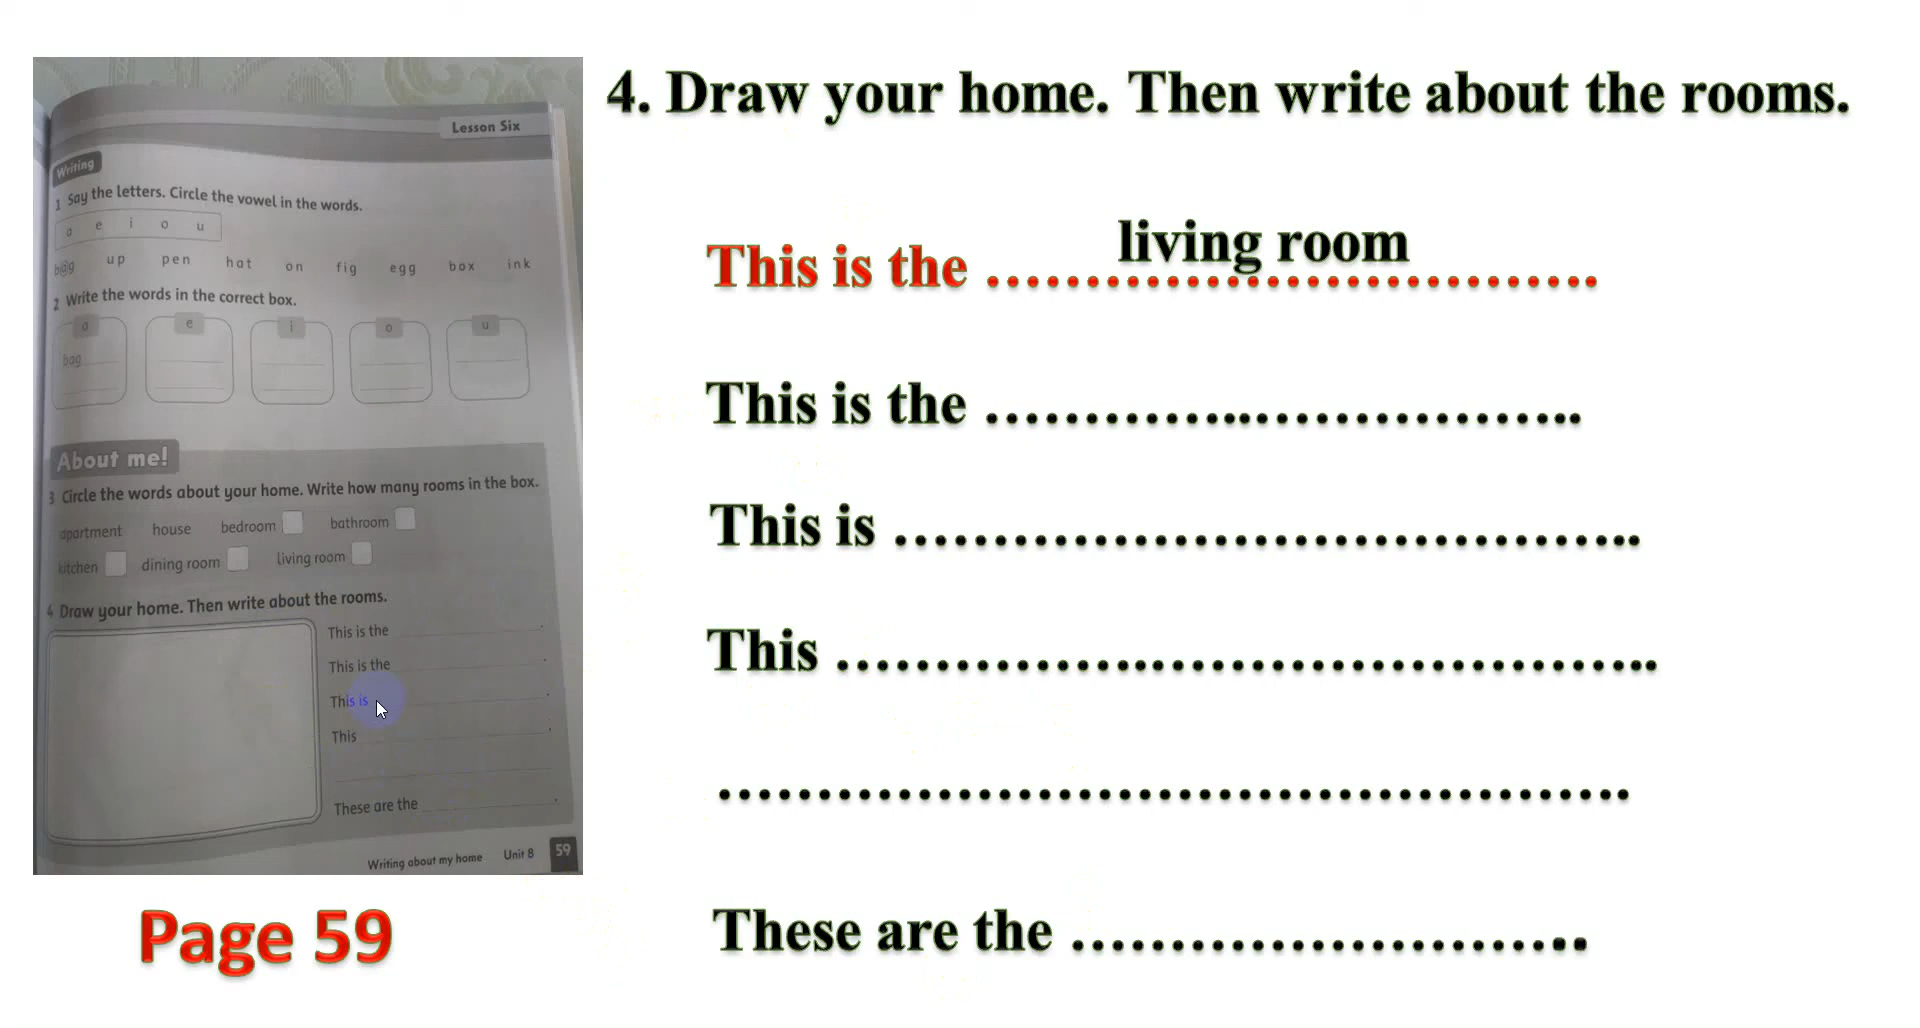 Lesson Six
Writing
1 Say the letters. Circle the vowel in the words.
a e i o u
bag up pen hat on fig egg box ink
2 Write the words in the correct box.
a e i o u
bag
About me!
3 Circle the words about your home. Write how many rooms in the box.
apartment house bedroom bathroom
kitchen dining room living room
4 Draw your home. Then write about the rooms.
This is the
This is the
This is
This
These are the
Writing about my home Unit 8 59
Page 59
4. Draw your home. Then write about the rooms.
This is the living room
This is the
This is
This
These are the